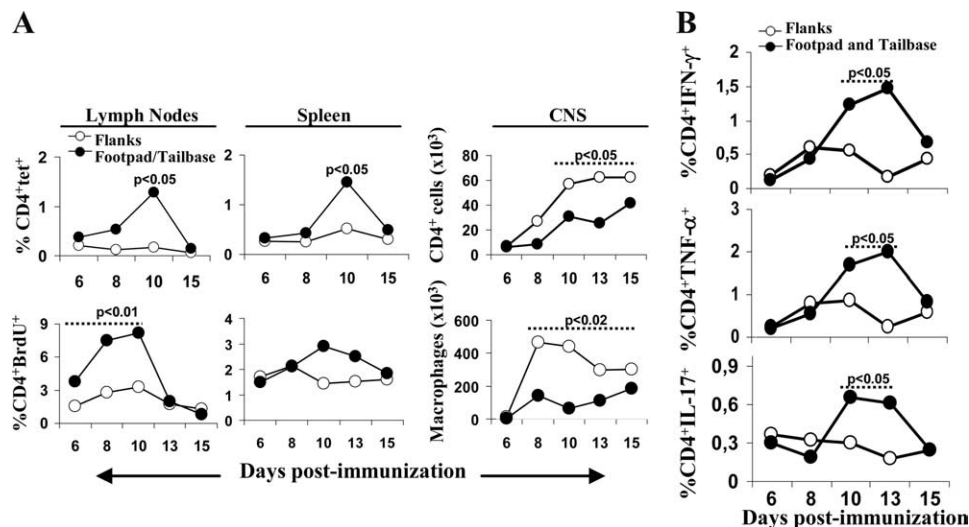 A
Lymph Nodes
Spleen
CNS
Flanks
Footpad/Tailbase
% CD4⁺tet⁺
2
1
0
p<0.05
6 8 10 15
2
1
0
p<0.05
6 8 10 15
CD4⁺ cells (x10³)
80
60
40
20
0
p<0.05
6 8 10 13 15
%CD4⁺BrdU⁺
9
6
3
0
p<0.01
6 8 10 13 15
4
3
2
1
0
6 8 10 13 15
Macrophages (x10³)
600
400
200
0
p<0.02
6 8 10 13 15
Days post-immunization
B
Flanks
Footpad and Tailbase
%CD4⁺IFN-γ⁺
2
1,5
1
0,5
0
p<0.05
%CD4⁺TNF-α⁺
3
2
1
0
p<0.05
%CD4⁺IL-17⁺
0,9
0,6
0,3
0
p<0.05
6 8 10 13 15
Days post-immunization